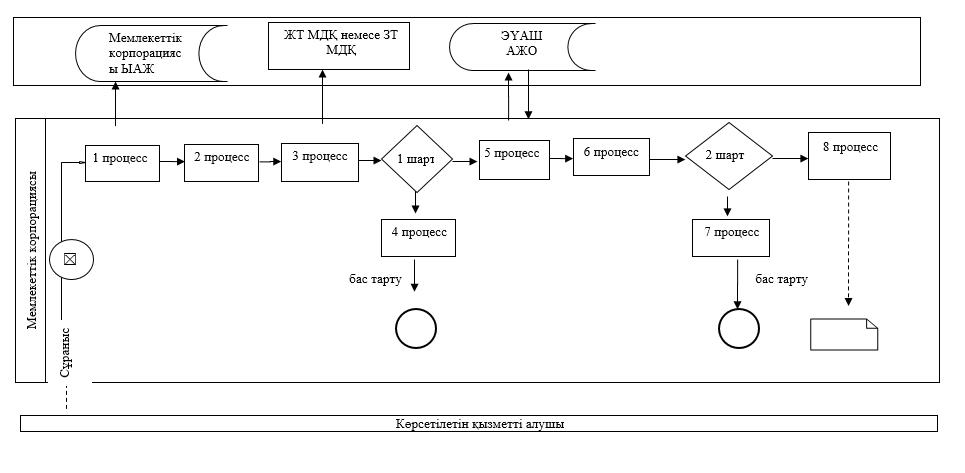 Мемлекеттік
корпорацияс
ы ЫАЖ
ЖТ МДҚ немесе ЗТ
МДҚ
ЭҮАШ
АЖО
Мемлекеттік корпорациясы
1 процесс
2 процесс
3 процесс
1 шарт
5 процесс
6 процесс
2 шарт
8 процесс
4 процесс
7 процесс
бас тарту
бас тарту
Сұраныс
Көрсетілетін қызметті алушы